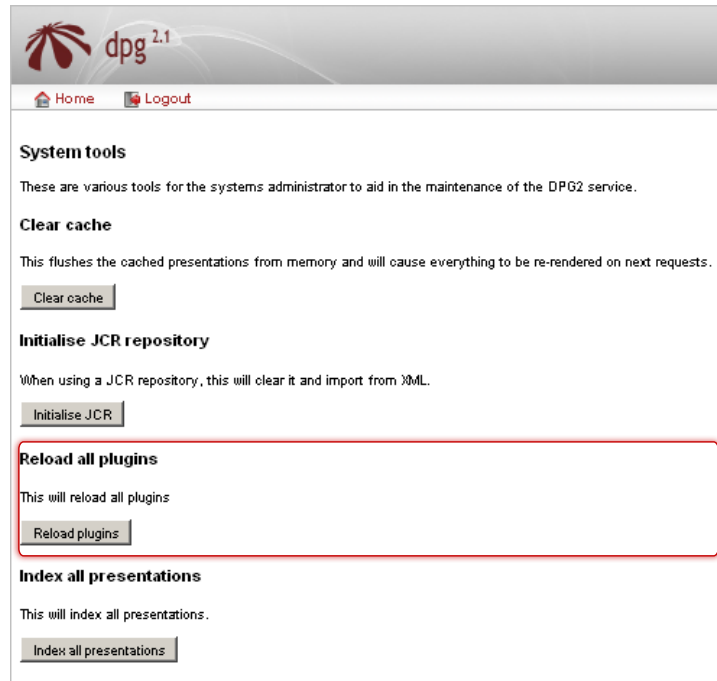 dpg 2.1
Home Logout
System tools
These are various tools for the systems administrator to aid in the maintenance of the DPG2 service.
Clear cache
This flushes the cached presentations from memory and will cause everything to be re-rendered on next requests.
Clear cache
Initialise JCR repository
When using a JCR repository, this will clear it and import from XML.
Initialise JCR
Reload all plugins
This will reload all plugins
Reload plugins
Index all presentations
This will index all presentations.
Index all presentations